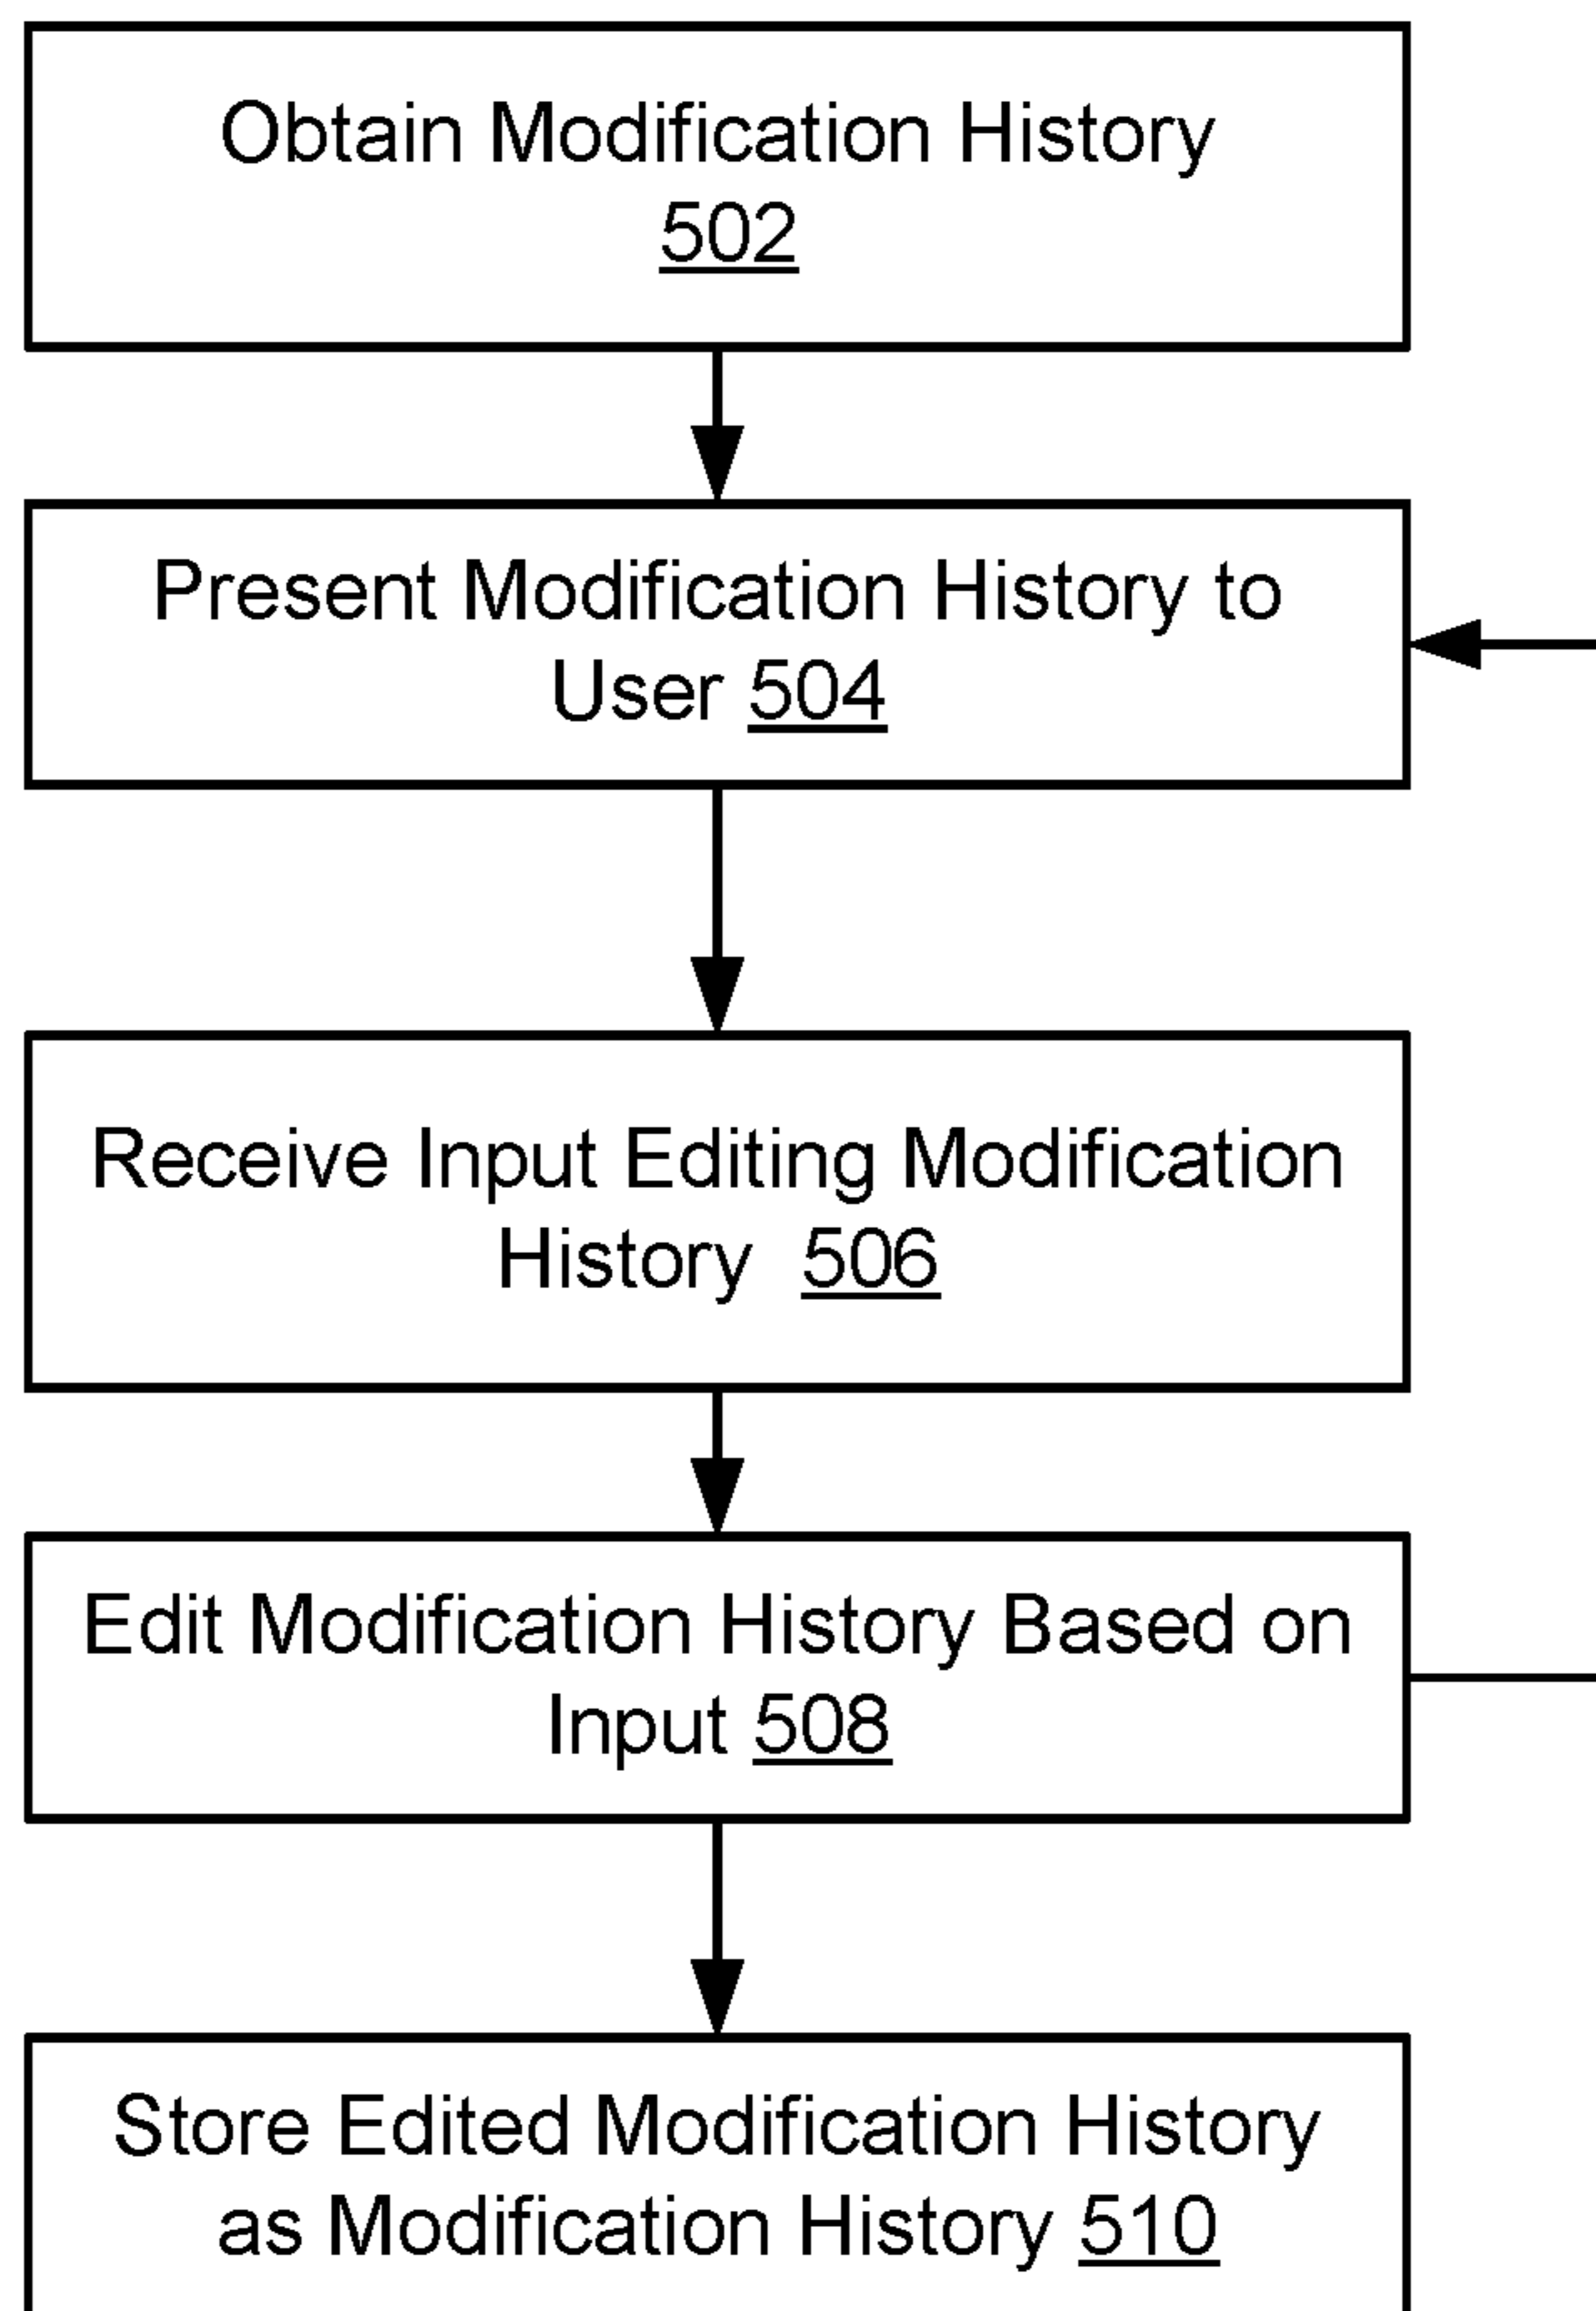 Obtain Modification History
502
Present Modification History to
User 504
Receive Input Editing Modification
History 506
Edit Modification History Based on
Input 508
Store Edited Modification History
as Modification History 510